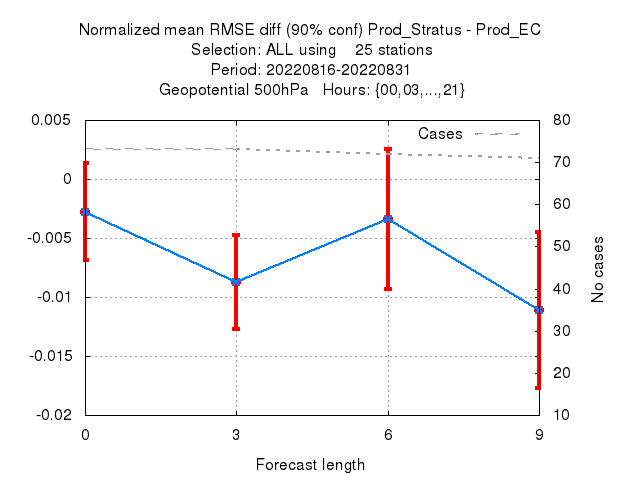 Normalized mean RMSE diff (90% conf) Prod_Stratus - Prod_EC
Selection: ALL using    25 stations
Period: 20220816-20220831
Geopotential 500hPa   Hours: {00,03,...,21}
0.005
0
-0.005
-0.01
-0.015
-0.02
Cases
80
70
60
50
40
30
20
10
No cases
0 3 6 9
Forecast length